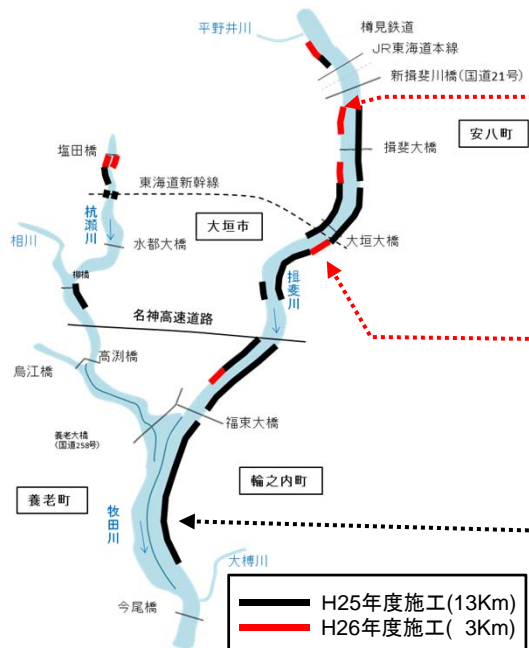 平野井川
樽見鉄道
JR東海道本線
新揖斐川橋(国道21号)
安八町
揖斐大橋
塩田橋
東海道新幹線
杭瀬川
大垣市
相川
水都大橋
大垣大橋
柳橋
揖斐川
名神高速道路
高渕橋
烏江橋
福束大橋
養老大橋
(国道258号)
輪之内町
養老町
牧田川
大榑川
今尾橋
H25年度施工(13Km)
H26年度施工( 3Km)